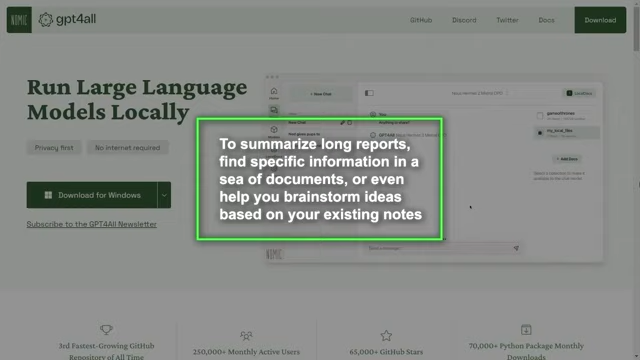 NOMIC gpt4all
GitHub Discord Twitter Docs Download
Run Large Language
Models Locally
Privacy first No internet required
Download for Windows
Subscribe to the GPT4All Newsletter
New Chat
To summarize long reports,
find specific information in a
sea of documents, or even
help you brainstorm ideas
based on your existing notes
my_local_files
Add Docs
NOMIC
3rd Fastest-Growing GitHub
Repository of All Time
250,000+ Monthly Active Users
65,000+ GitHub Stars
70,000+ Python Package Monthly
Downloads